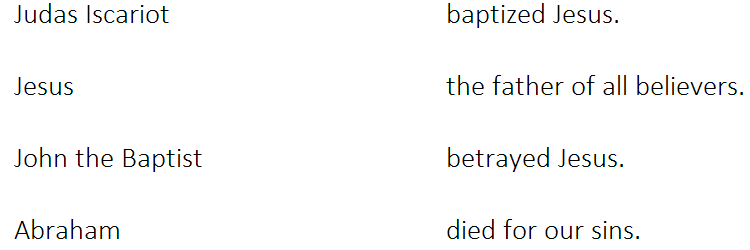 Judas Iscariot baptized Jesus.
Jesus the father of all believers.
John the Baptist betrayed Jesus.
Abraham died for our sins.